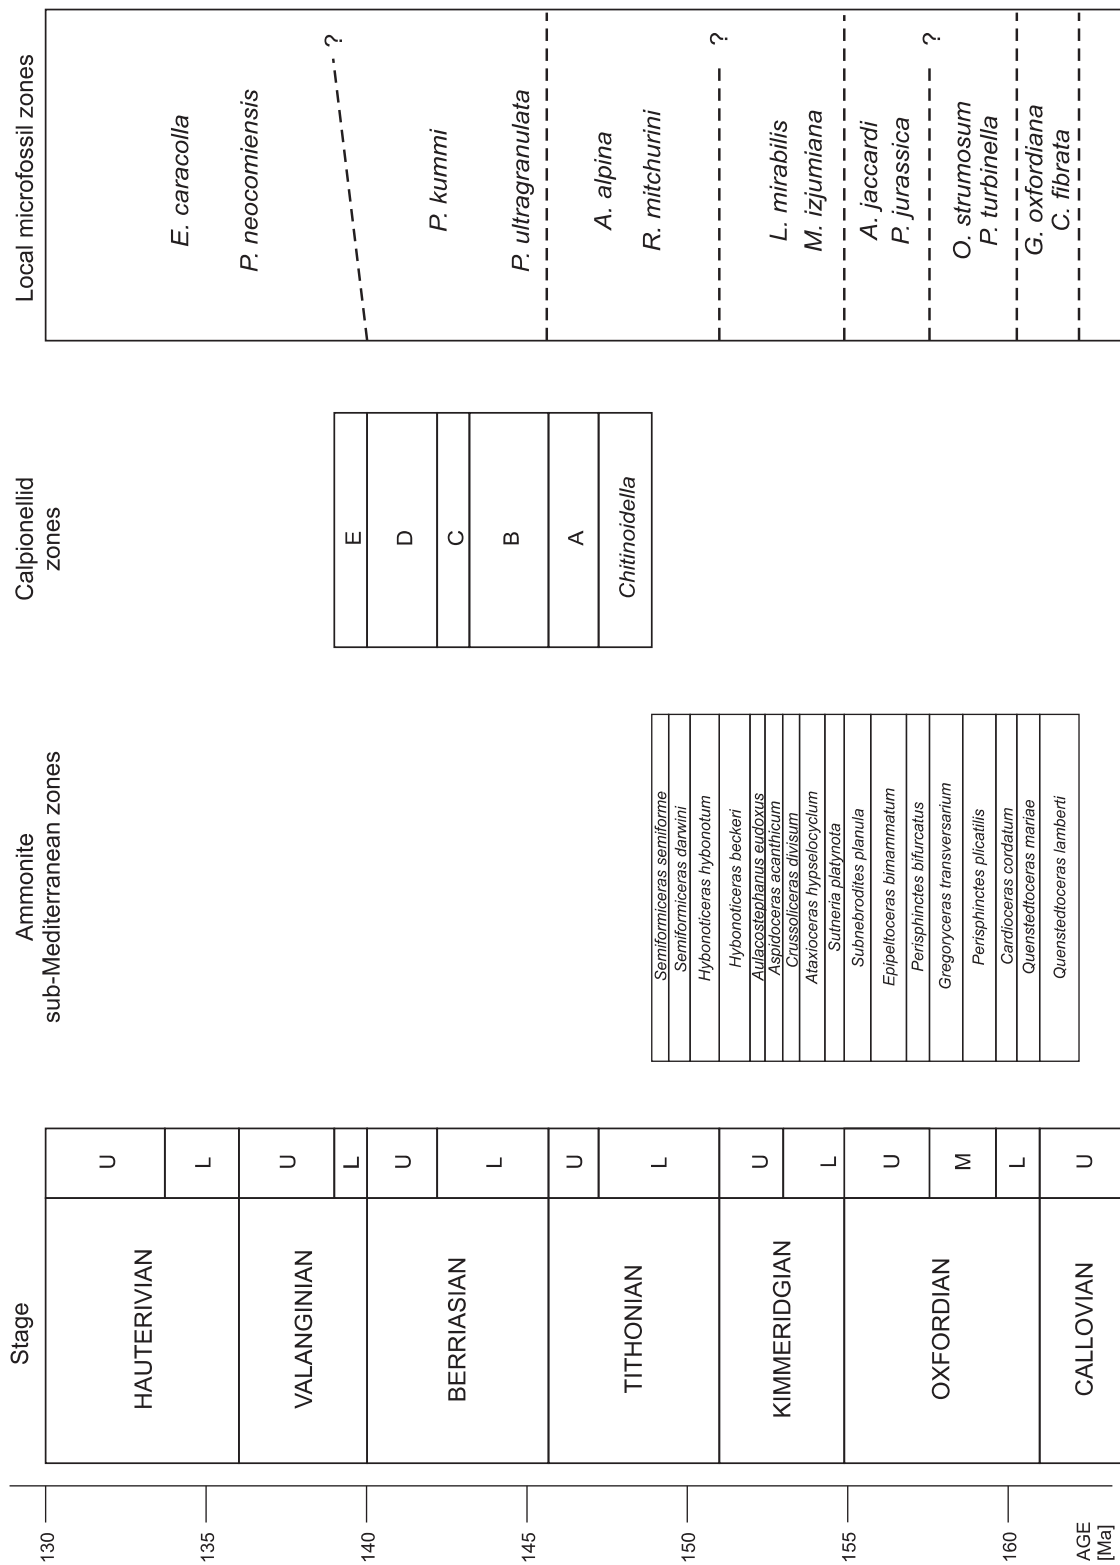 Stage
Ammonite
sub-Mediterranean zones
Calpionellid
zones
Local microfossil zones
130
135
140
145
150
155
160
AGE
[Ma]
HAUTERIVIAN
VALANGINIAN
BERRIASIAN
TITHONIAN
KIMMERIDGIAN
OXFORDIAN
CALLOVIAN
U
L
U
L
U
L
U
L
U
L
U
M
L
U
Semiformiceras semiforme
Semiformiceras darwini
Hybonoticeras hybonotum
Hybonoticeras beckeri
Aulacostephanus eudoxus
Aspidoceras acanthicum
Crussoliceras divisum
Ataxioceras hypselocyclum
Sutneria platynota
Subnebrodites planula
Epipeltoceras bimammatum
Perisphinctes bifurcatus
Gregoryceras transversarium
Perisphinctes plicatilis
Cardioceras cordatum
Quenstedtoceras mariae
Quenstedtoceras lamberti
E
D
C
B
A
Chitinoidella
E. caracolla
P. neocomiensis
?
P. kummi
P. ultragranulata
A. alpina
R. mitchurini
?
L. mirabilis
M. izjumiana
A. jaccardi
P. jurassica
?
O. strumosum
P. turbinella
G. oxfordiana
C. fibrata